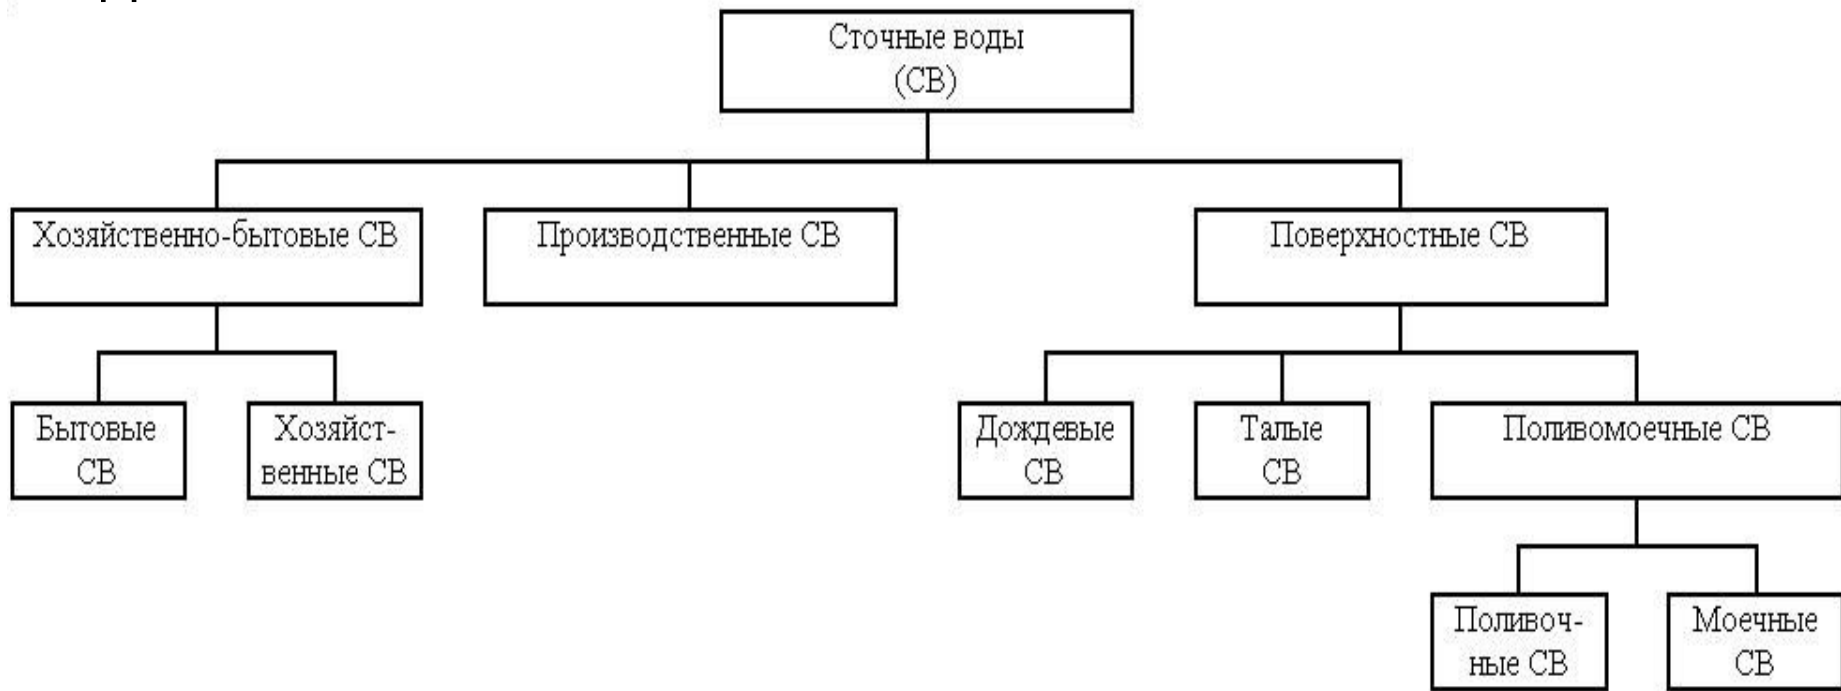 Сточные воды
(СВ)
Хозяйственно-бытовые СВ
Производственные СВ
Поверхностные СВ
Бытовые
СВ
Хозяйст-
венные СВ
Дождевые
СВ
Талые
СВ
Поливомоечные СВ
Поливоч-
ные СВ
Моечные
СВ